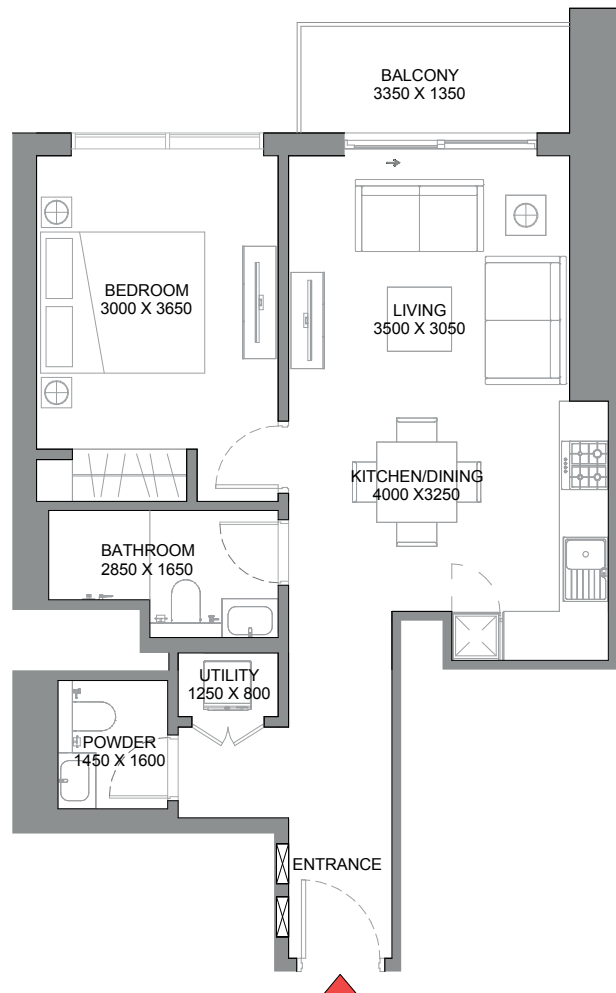 BALCONY
3350 X 1350
BEDROOM
3000 X 3650
LIVING
3500 X 3050
KITCHEN/DINING
4000 X3250
BATHROOM
2850 X 1650
UTILITY
1250 X 800
POWDER
1450 X 1600
ENTRANCE